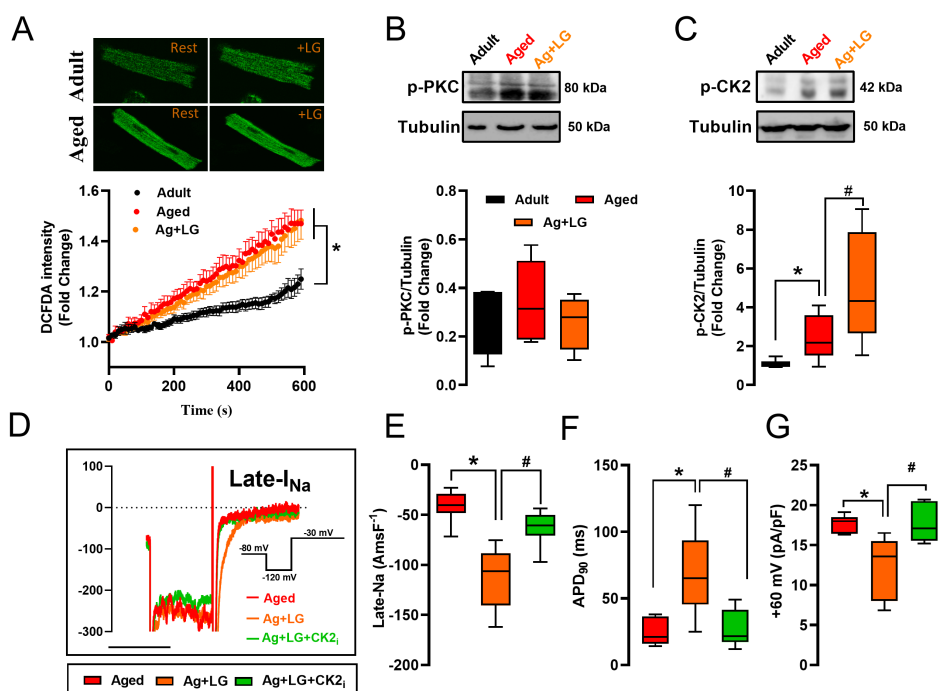 A
Adult
Rest
+LG
Aged
Rest
+LG
1.6
1.4
1.2
1.0
DCFDA intensity
(Fold Change)
Adult
Aged
Ag+LG
*
0
200
400
600
Time (s)
B
Adult
Aged
Ag+LG
p-PKC
80 kDa
Tubulin
50 kDa
0.8
0.6
0.4
0.2
0.0
p-PKC/Tubulin
(Fold Change)
Adult
Aged
Ag+LG
C
Adult
Aged
Ag+LG
p-CK2
42 kDa
Tubulin
50 kDa
10
8
6
4
2
0
p-CK2/Tubulin
(Fold Change)
*
#
D
100
0
-100
-200
-300
Late-INa
-80 mV
-120 mV
-30 mV
Aged
Ag+LG
Ag+LG+CK2i
Aged
Ag+LG
Ag+LG+CK2i
E
0
-50
-100
-150
-200
Late-Na (AmsF-1)
*
#
F
150
100
50
0
APD90 (ms)
*
#
G
25
20
15
10
5
0
+60 mV (pA/pF)
*
#